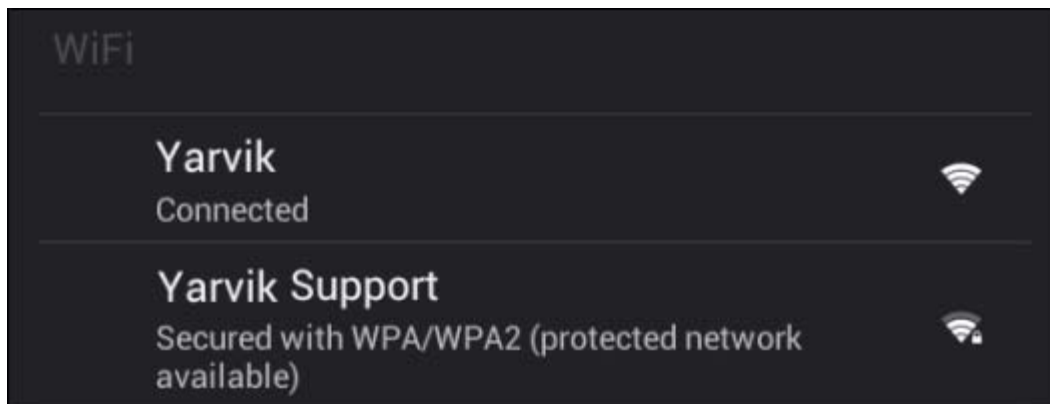 WiFi
Yarvik
Connected
Yarvik Support
Secured with WPA/WPA2 (protected network
available)